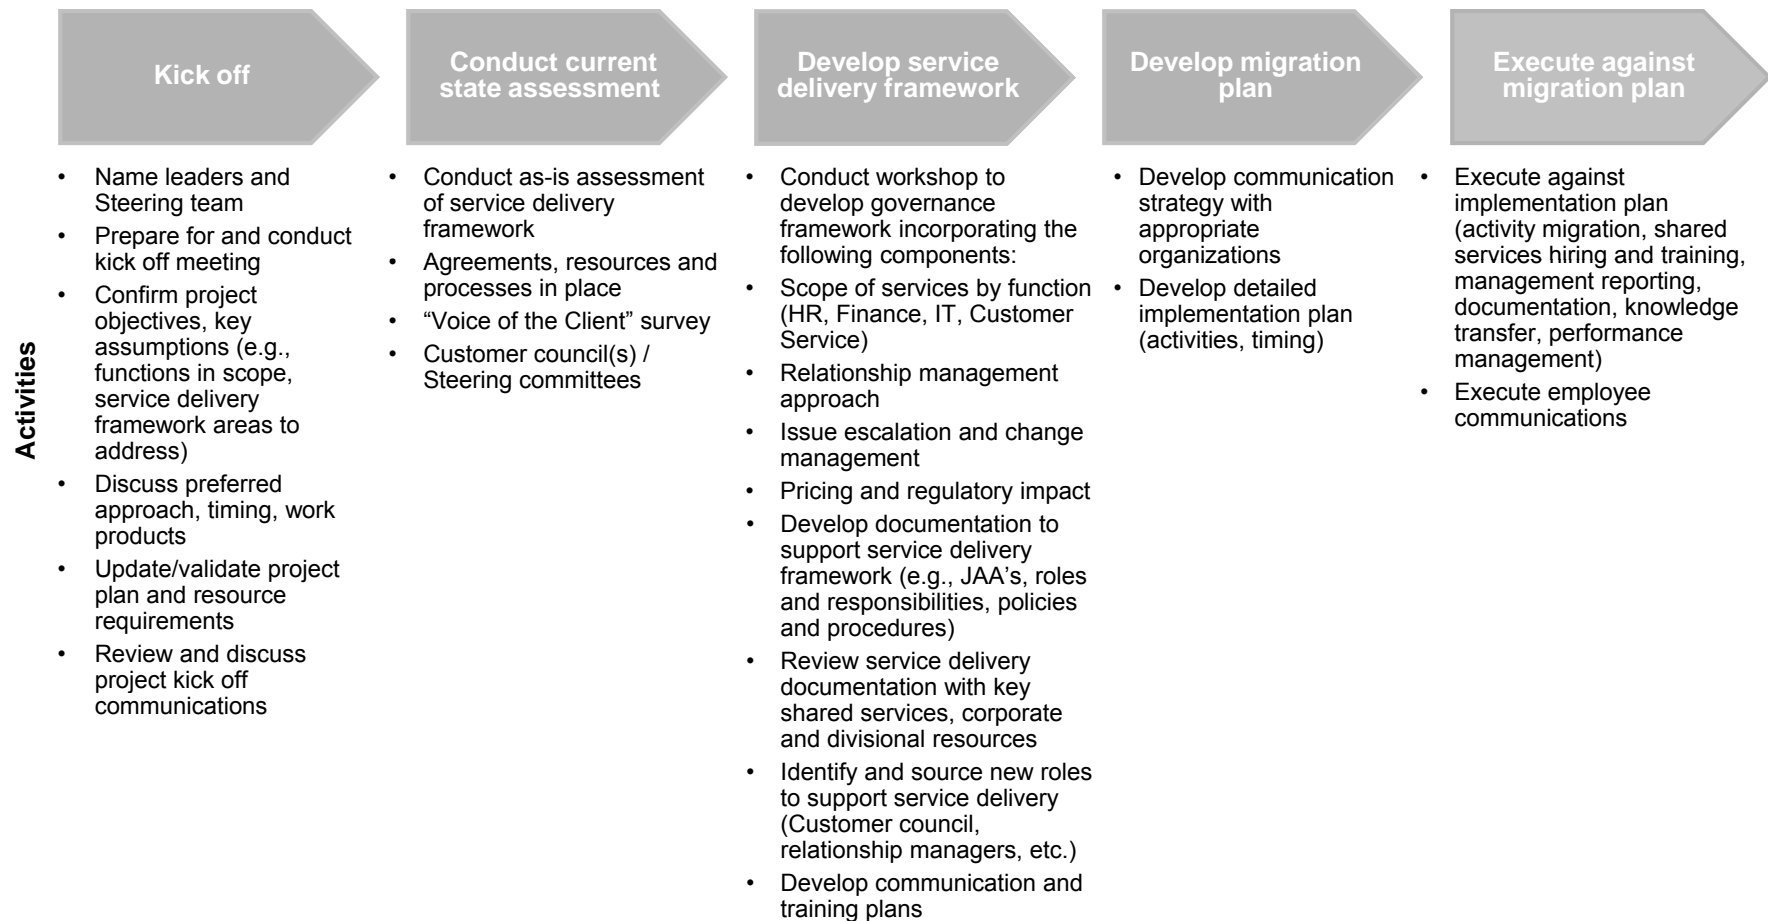 Kick off
Conduct current
state assessment
Develop service
delivery framework
Develop migration
plan
Execute against
migration plan
Activities
• Name leaders and
Steering team
• Prepare for and conduct
kick off meeting
• Confirm project
objectives, key
assumptions (e.g.,
functions in scope,
service delivery
framework areas to
address)
• Discuss preferred
approach, timing, work
products
• Update/validate project
plan and resource
requirements
• Review and discuss
project kick off
communications
• Conduct as-is assessment
of service delivery
framework
• Agreements, resources and
processes in place
• “Voice of the Client” survey
• Customer council(s) /
Steering committees
• Conduct workshop to
develop governance
framework incorporating the
following components:
• Scope of services by function
(HR, Finance, IT, Customer
Service)
• Relationship management
approach
• Issue escalation and change
management
• Pricing and regulatory impact
• Develop documentation to
support service delivery
framework (e.g., JAA’s, roles
and responsibilities, policies
and procedures)
• Review service delivery
documentation with key
shared services, corporate
and divisional resources
• Identify and source new roles
to support service delivery
(Customer council,
relationship managers, etc.)
• Develop communication and
training plans
• Develop communication
strategy with
appropriate
organizations
• Develop detailed
implementation plan
(activities, timing)
• Execute against
implementation plan
(activity migration, shared
services hiring and training,
management reporting,
documentation, knowledge
transfer, performance
management)
• Execute employee
communications